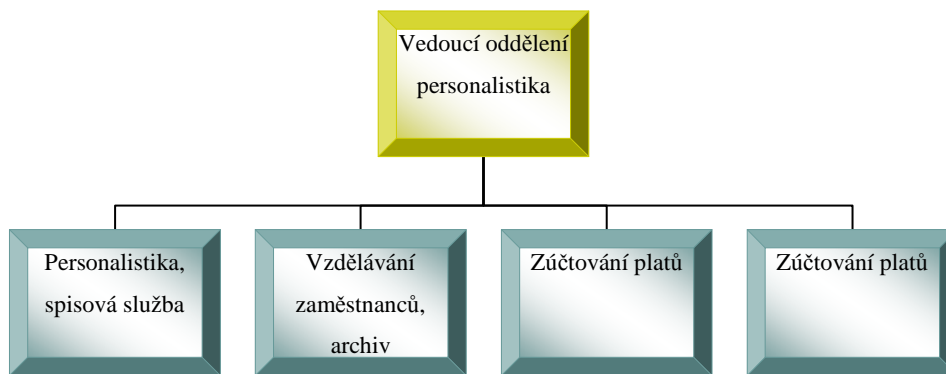 Vedoucí oddělení
personalistika
Personalistika,
spisová služba
Vzdělávání
zaměstnanců,
archiv
Zúčtování platů
Zúčtování platů